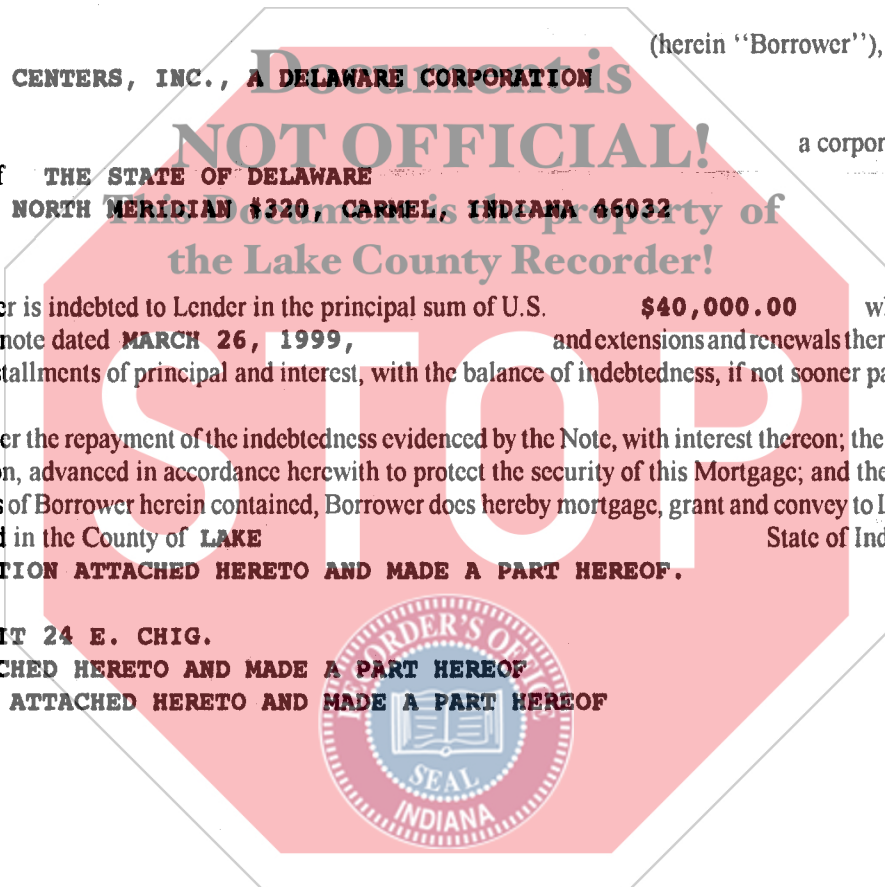 (herein "Borrower"),
Document is
CENTERS, INC., A DELAWARE CORPORATION
NOT OFFICIAL!
a corpor
f THE STATE OF DELAWARE
This Document is the property of
NORTH MERIDIAN #320, CARMEL, INDIANA 46032
the Lake County Recorder!
er is indebted to Lender in the principal sum of U.S. $40,000.00 wl
note dated MARCH 26, 1999, and extensions and renewals ther
tallments of principal and interest, with the balance of indebtedness, if not sooner pa
STOP
er the repayment of the indebtedness evidenced by the Note, with interest thereon; the
on, advanced in accordance herewith to protect the security of this Mortgage; and the
s of Borrower herein contained, Borrower does hereby mortgage, grant and convey to L
d in the County of LAKE State of Ind
TION ATTACHED HERETO AND MADE A PART HEREOF.
IT 24 E. CHIG.
CHED HERETO AND MADE A PART HEREOF
ATTACHED HERETO AND MADE A PART HEREOF
RECORDER'S OFFICE
SEAL
INDIANA